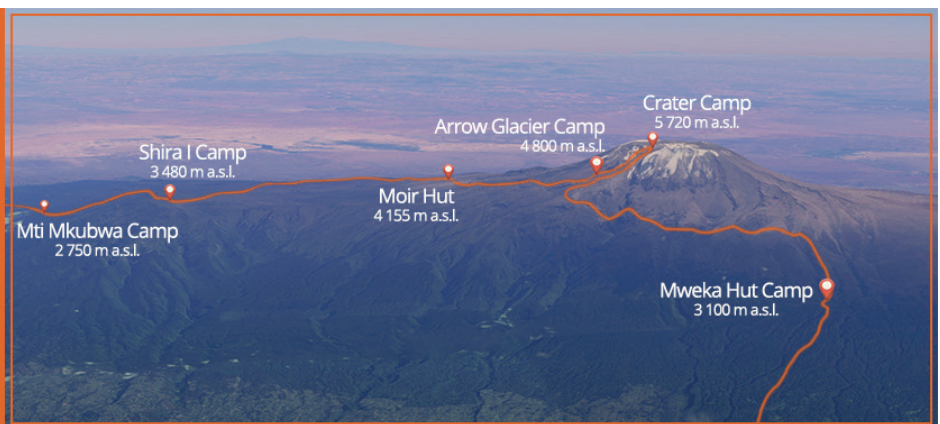 Crater Camp
5 720 m a.s.l.
Arrow Glacier Camp
4 800 m a.s.l.
Shira I Camp
3 480 m a.s.l.
Moir Hut
4 155 m a.s.l.
Mti Mkubwa Camp
2 750 m a.s.l.
Mweka Hut Camp
3 100 m a.s.l.